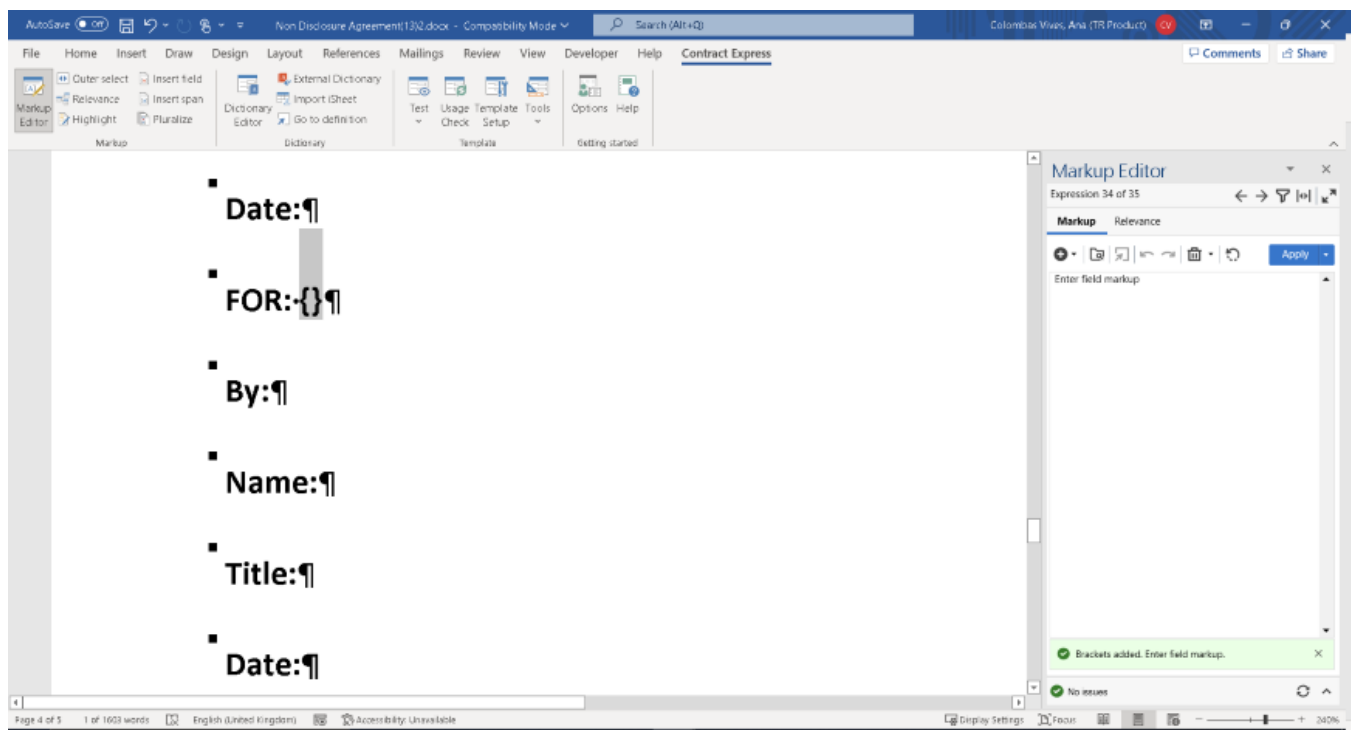 AutoSave Off Non Disclosure Agreement(13)2.docx - Compatibility Mode Search (Alt+Q) Colombas Vives, Ana (TR Product) CV
File Home Insert Draw Design Layout References Mailings Review View Developer Help Contract Express Comments Share
Outer select Insert field External Dictionary
Relevance Insert span Import iSheet
Highlight Pluralize Go to definition
Markup Editor Dictionary Editor Test Usage Check Template Setup Tools Options Help
Markup Dictionary Template Getting started
Date:¶
FOR:·{}¶
By:¶
Name:¶
Title:¶
Date:¶
Markup Editor
Expression 34 of 35
Markup Relevance
Apply
Enter field markup
Brackets added. Enter field markup.
No issues
Page 4 of 5 1 of 1603 words English (United Kingdom) Accessibility: Unavailable Display Settings Focus 240%